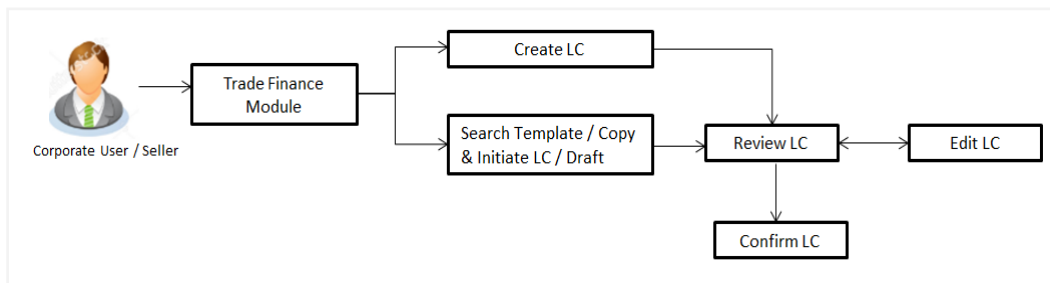 Create LC
Trade Finance
Module
Search Template / Copy
& Initiate LC / Draft
Review LC
Edit LC
Corporate User / Seller
Confirm LC